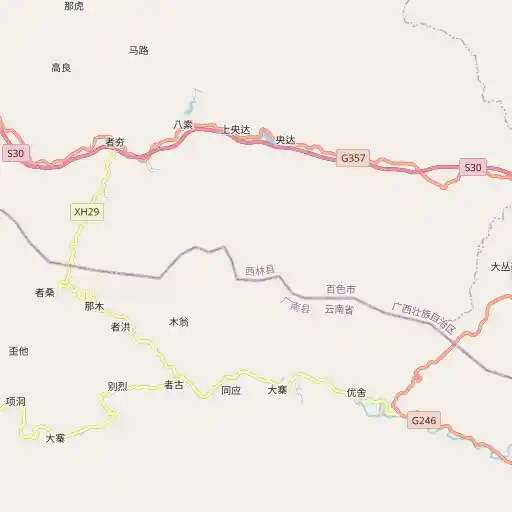 那虎
马路
高良
八索
上央达
者夯
央达
S30
G357
S30
XH29
西林县
大丛
百色市
者桑
那木
广南县
云南省
广西壮族自治区
者洪
木翁
歪他
别烈
者古
同应
大寨
优舍
项洞
G246
大寨